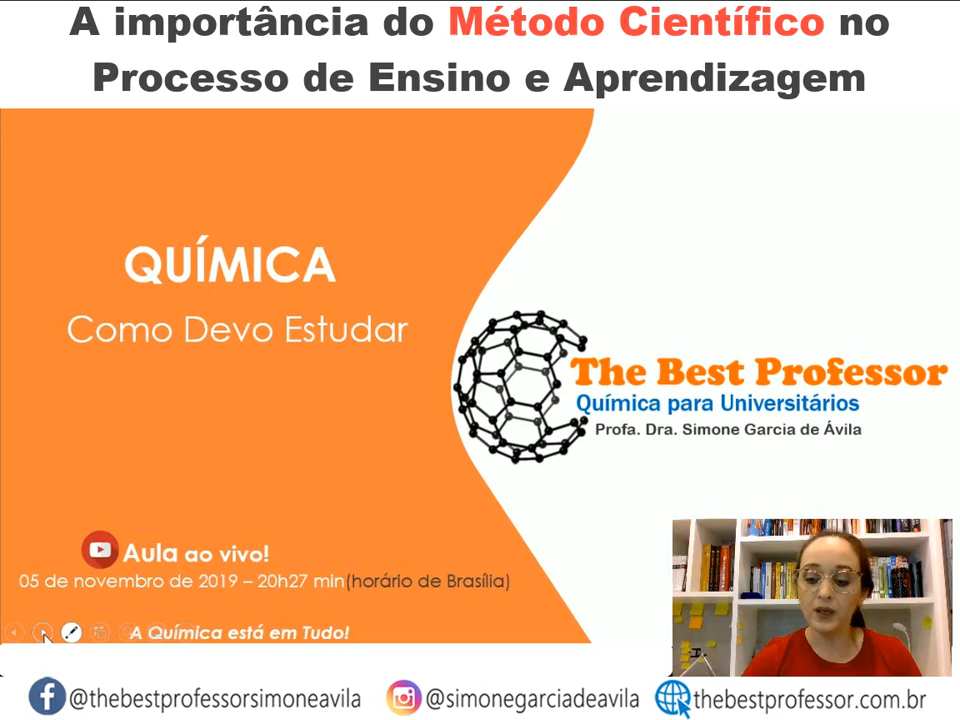 A importância do Método Científico no
Processo de Ensino e Aprendizagem
QUÍMICA
Como Devo Estudar
The Best Professor
Química para Universitários
Profa. Dra. Simone Garcia de Ávila
Aula ao vivo!
05 de novembro de 2019 – 20h27 min(horário de Brasília)
A Química está em Tudo!
@thebestprofessorsimoneavila
@simonegarciadeavila
thebestprofessor.com.br